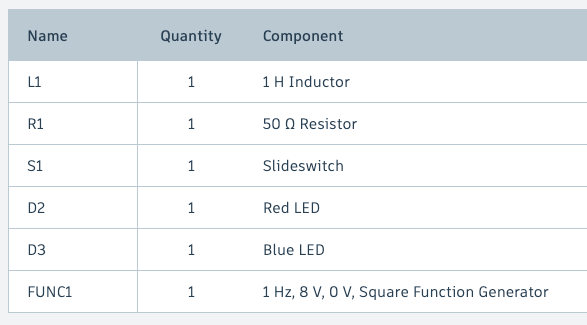 Name Quantity Component
L1 1 1 H Inductor
R1 1 50 Ω Resistor
S1 1 Slideswitch
D2 1 Red LED
D3 1 Blue LED
FUNC1 1 1 Hz, 8 V, 0 V, Square Function Generator